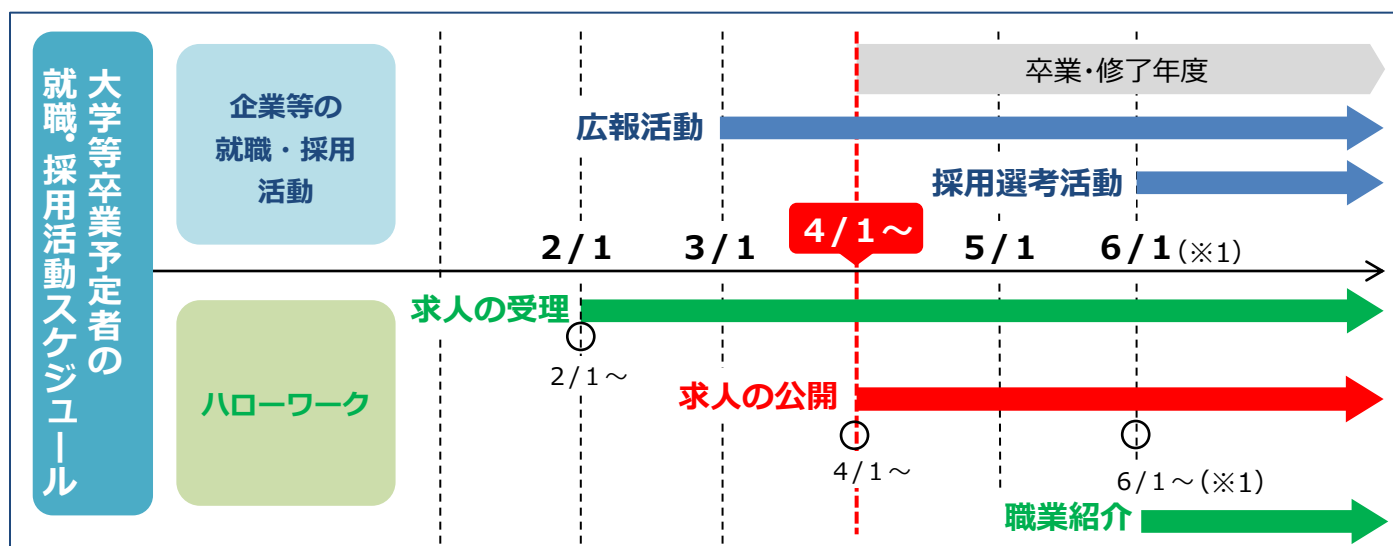 大学等卒業予定者の
就職・採用活動スケジュール
企業等の
就職・採用
活動
卒業・修了年度
広報活動
採用選考活動
2/1
3/1
4/1～
5/1
6/1(※1)
ハローワーク
求人の受理
2/1～
求人の公開
4/1～
6/1～(※1)
職業紹介